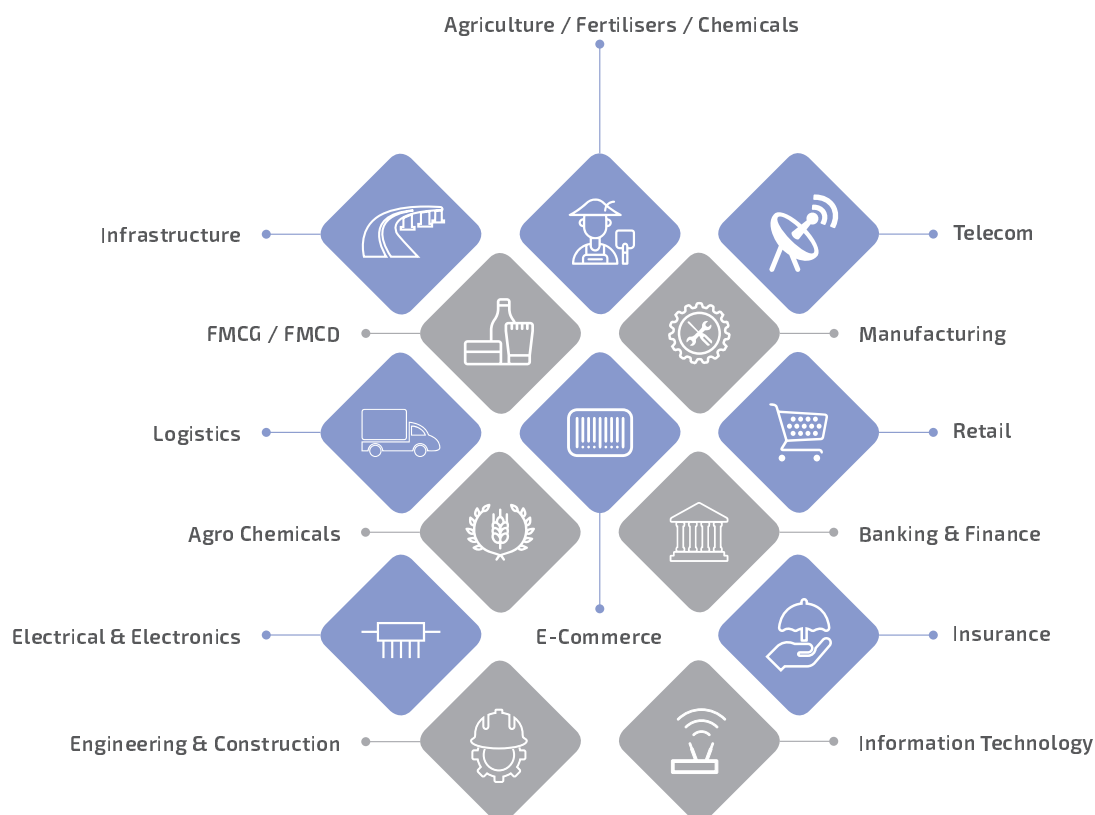 Agriculture / Fertilisers / Chemicals
Infrastructure
Telecom
FMCG / FMCD
Manufacturing
Logistics
Retail
Agro Chemicals
Banking & Finance
Electrical & Electronics
E-Commerce
Insurance
Engineering & Construction
Information Technology